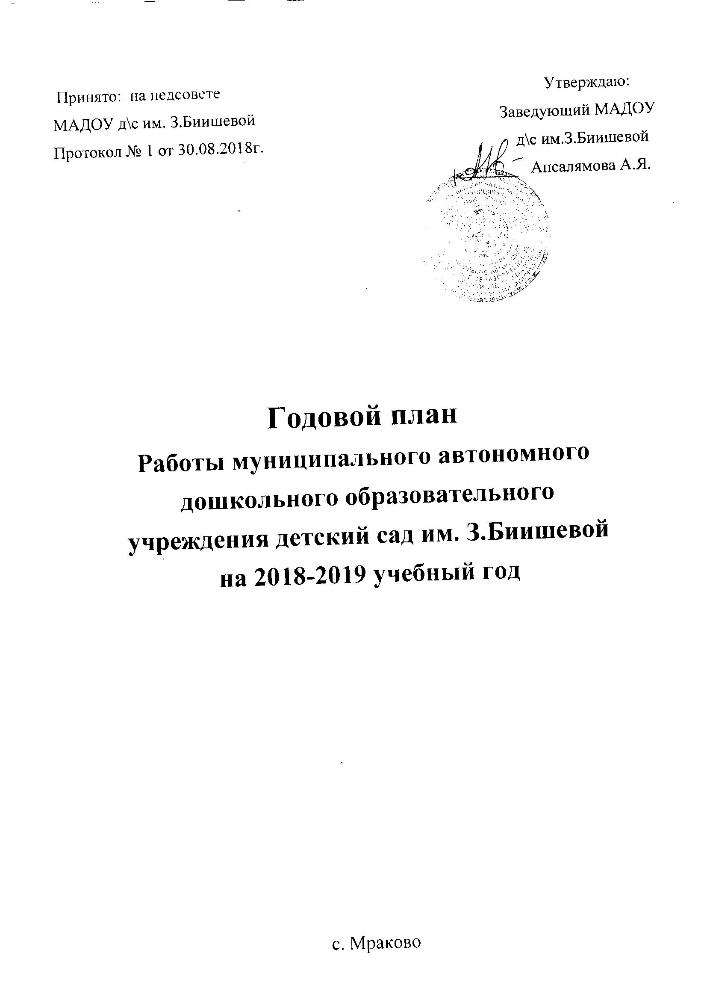 Принято:  на педсовете
МАДОУ д\с им. З.Биишевой
Протокол № 1 от 30.08.2018г.
Утверждаю:
Заведующий МАДОУ
д\с им.З.Биишевой
Апсалямова А.Я.
Годовой план
Работы муниципального автономного
дошкольного образовательного
учреждения детский сад им. З.Биишевой
на 2018-2019 учебный год
с. Мраково